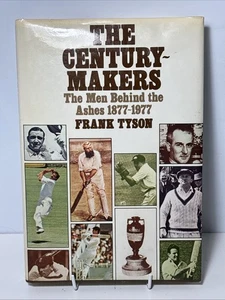 THE
CENTURY-
MAKERS
The Men Behind the
Ashes 1877-1977
FRANK TYSON